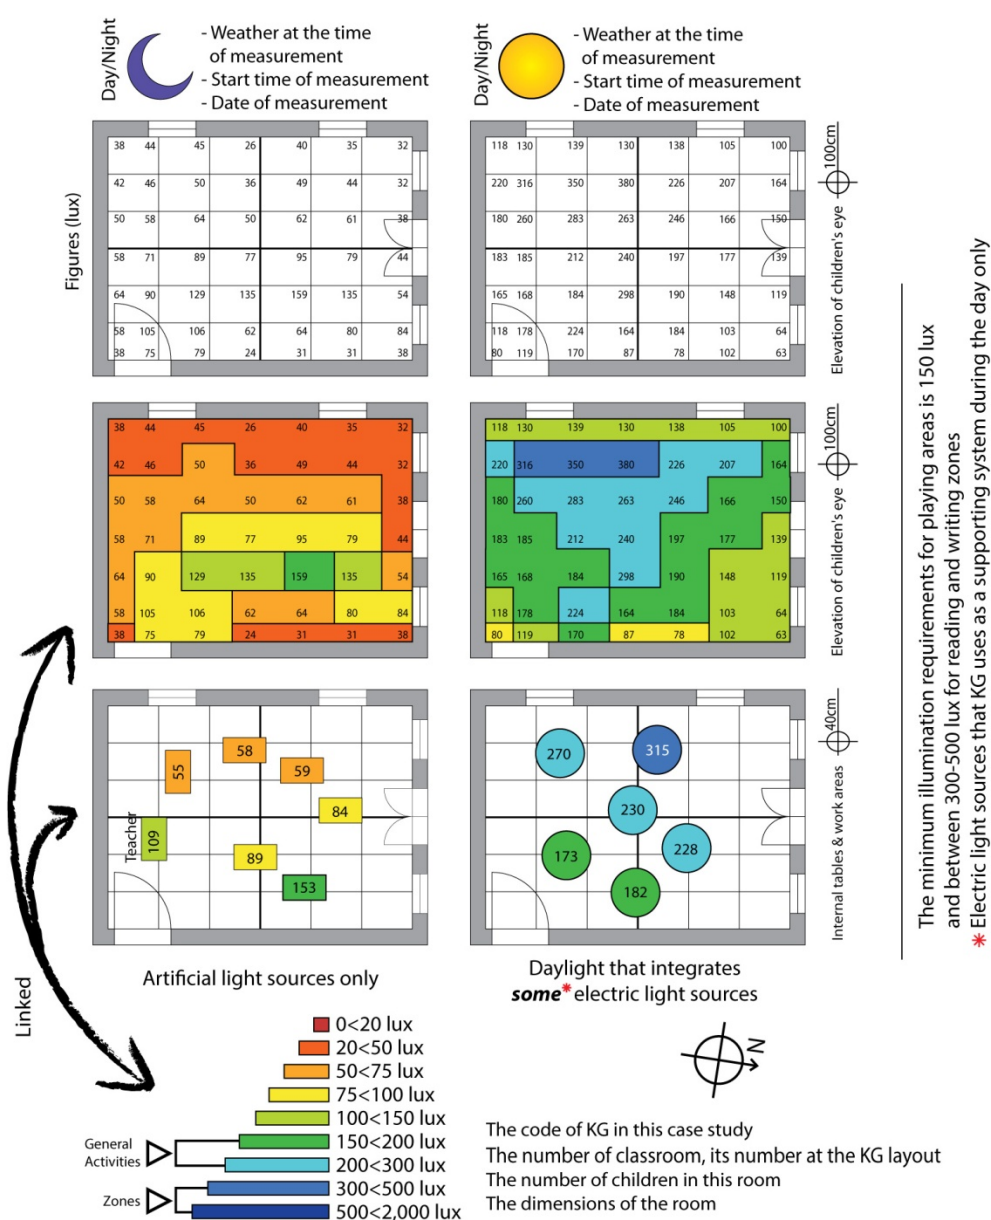 Day/Night
- Weather at the time
of measurement
- Start time of measurement
- Date of measurement
Day/Night
- Weather at the time
of measurement
- Start time of measurement
- Date of measurement
Figures (lux)
38 44 45 26 40 35 32
42 46 50 36 49 44 32
50 58 64 50 62 61 38
58 71 89 77 95 79 44
64 90 129 135 159 135 54
58 105 106 62 64 80 84
38 75 79 24 31 31 38
118 130 139 130 138 105 100
220 316 350 380 226 207 164
180 260 283 263 246 166 150
183 185 212 240 197 177 139
165 168 184 298 190 148 119
118 178 224 164 184 103 64
80 119 170 87 78 102 63
Elevation of children's eye 100cm
38 44 45 26 40 35 32
42 46 50 36 49 44 32
50 58 64 50 62 61 38
58 71 89 77 95 79 44
64 90 129 135 159 135 54
58 105 106 62 64 80 84
38 75 79 24 31 31 38
118 130 139 130 138 105 100
220 316 350 380 226 207 164
180 260 283 263 246 166 150
183 185 212 240 197 177 139
165 168 184 298 190 148 119
118 178 224 164 184 103 64
80 119 170 87 78 102 63
Elevation of children's eye 100cm
55
58
59
84
Teacher
109
89
153
270
315
230
228
173
182
Internal tables & work areas 40cm
The minimum illumination requirements for playing areas is 150 lux
and between 300-500 lux for reading and writing zones
* Electric light sources that KG uses as a supporting system during the day only
Linked
Artificial light sources only
Daylight that integrates
some* electric light sources
0<20 lux
20<50 lux
50<75 lux
75<100 lux
100<150 lux
150<200 lux
200<300 lux
300<500 lux
500<2,000 lux
General
Activities
Zones
N
The code of KG in this case study
The number of classroom, its number at the KG layout
The number of children in this room
The dimensions of the room